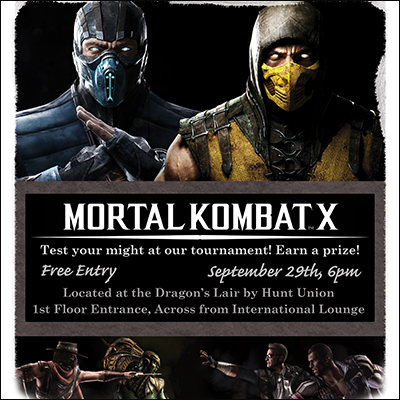 MORTAL KOMBAT X™
Test your might at our tournament! Earn a prize!
Free Entry September 29th, 6pm
Located at the Dragon's Lair by Hunt Union
1st Floor Entrance, Across from International Lounge